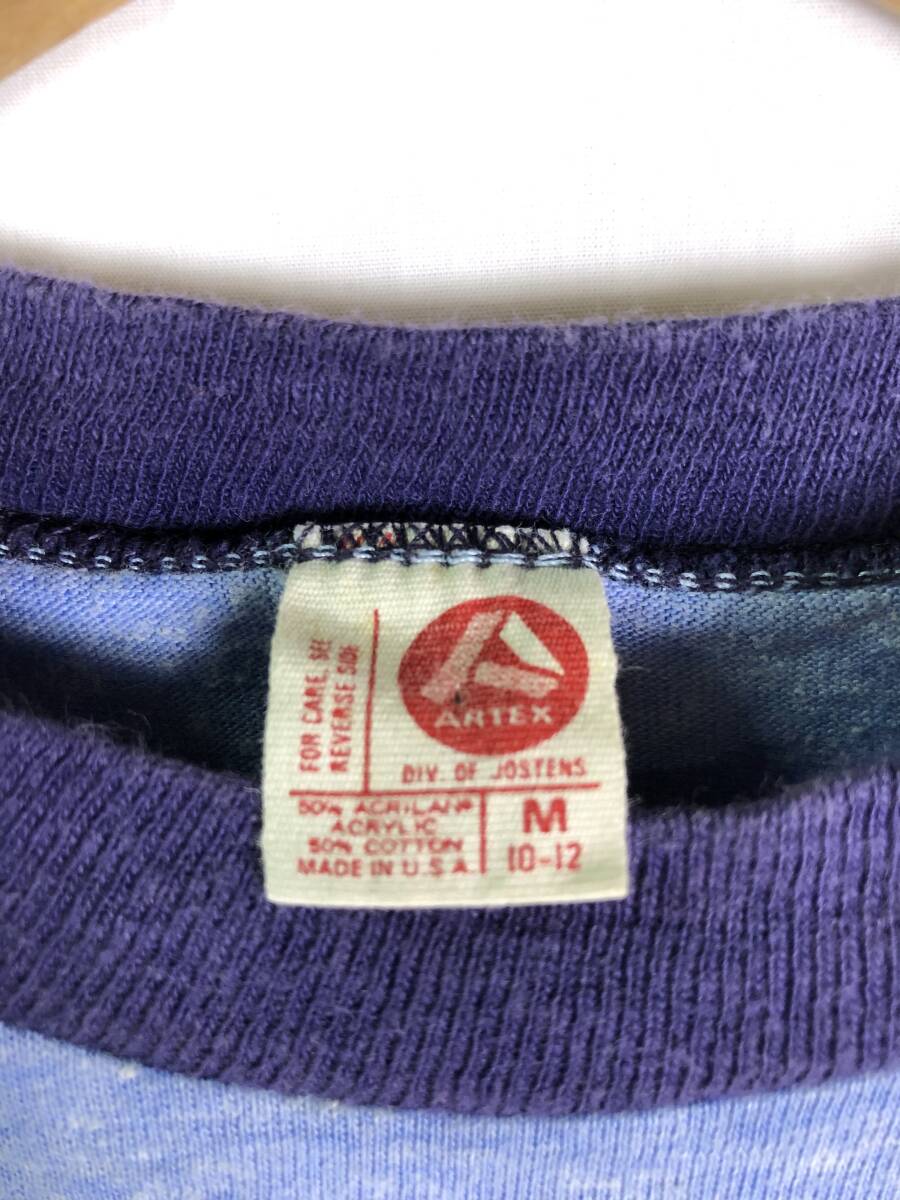 FOR CARE, SEE
REVERSE SIDE
ARTEX
DIV. OF JOSTENS
50% ACRILAN®
ACRYLIC
50% COTTON
MADE IN U.S.A.
M
10-12